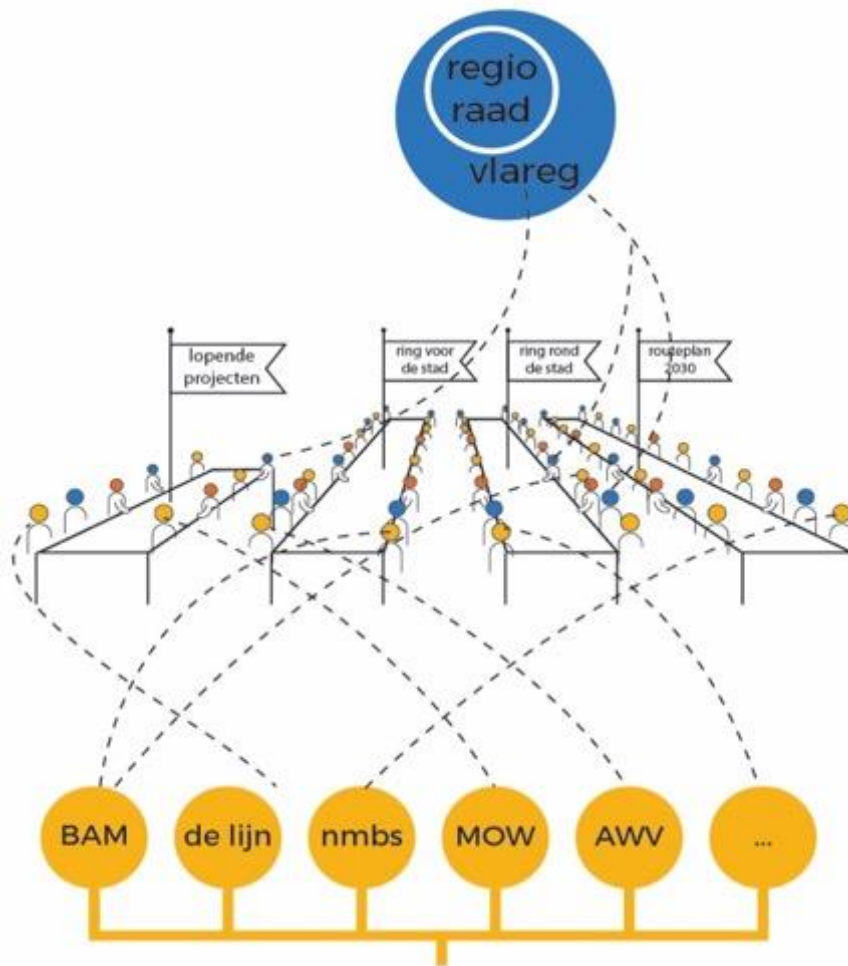 regio
raad
vlareg
lopende
projecten
ring voor
de stad
ring rond
de stad
routeplan
2030
BAM
de lijn
nmbs
MOW
AWV
...